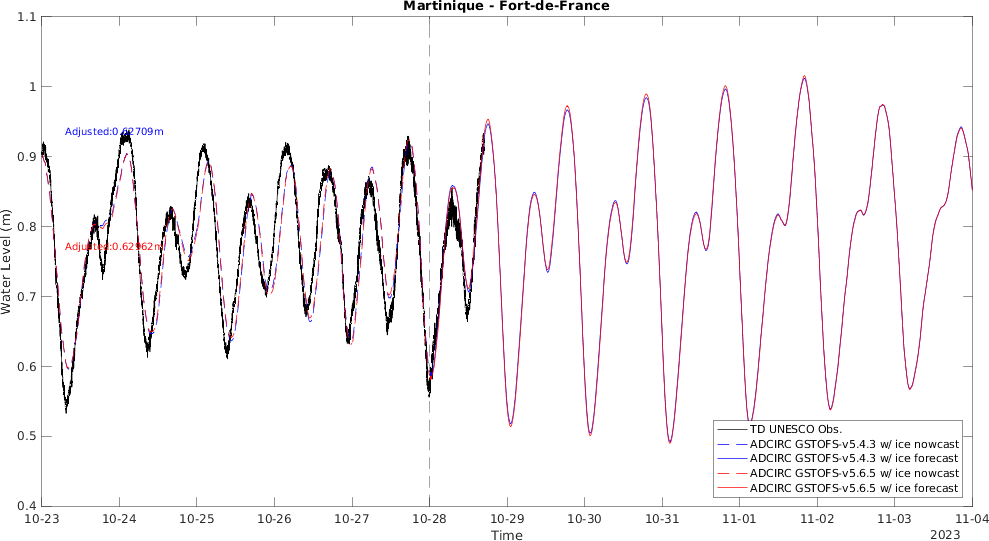 Martinique - Fort-de-France
1.1
1
0.9
0.8
0.7
0.6
0.5
0.4
Water Level (m)
Adjusted:0.62709m
Adjusted:0.62962m
TD UNESCO Obs.
ADCIRC GSTOFS-v5.4.3 w/ ice nowcast
ADCIRC GSTOFS-v5.4.3 w/ ice forecast
ADCIRC GSTOFS-v5.6.5 w/ ice nowcast
ADCIRC GSTOFS-v5.6.5 w/ ice forecast
10-23 10-24 10-25 10-26 10-27 10-28 10-29 10-30 10-31 11-01 11-02 11-03 11-04
Time
2023